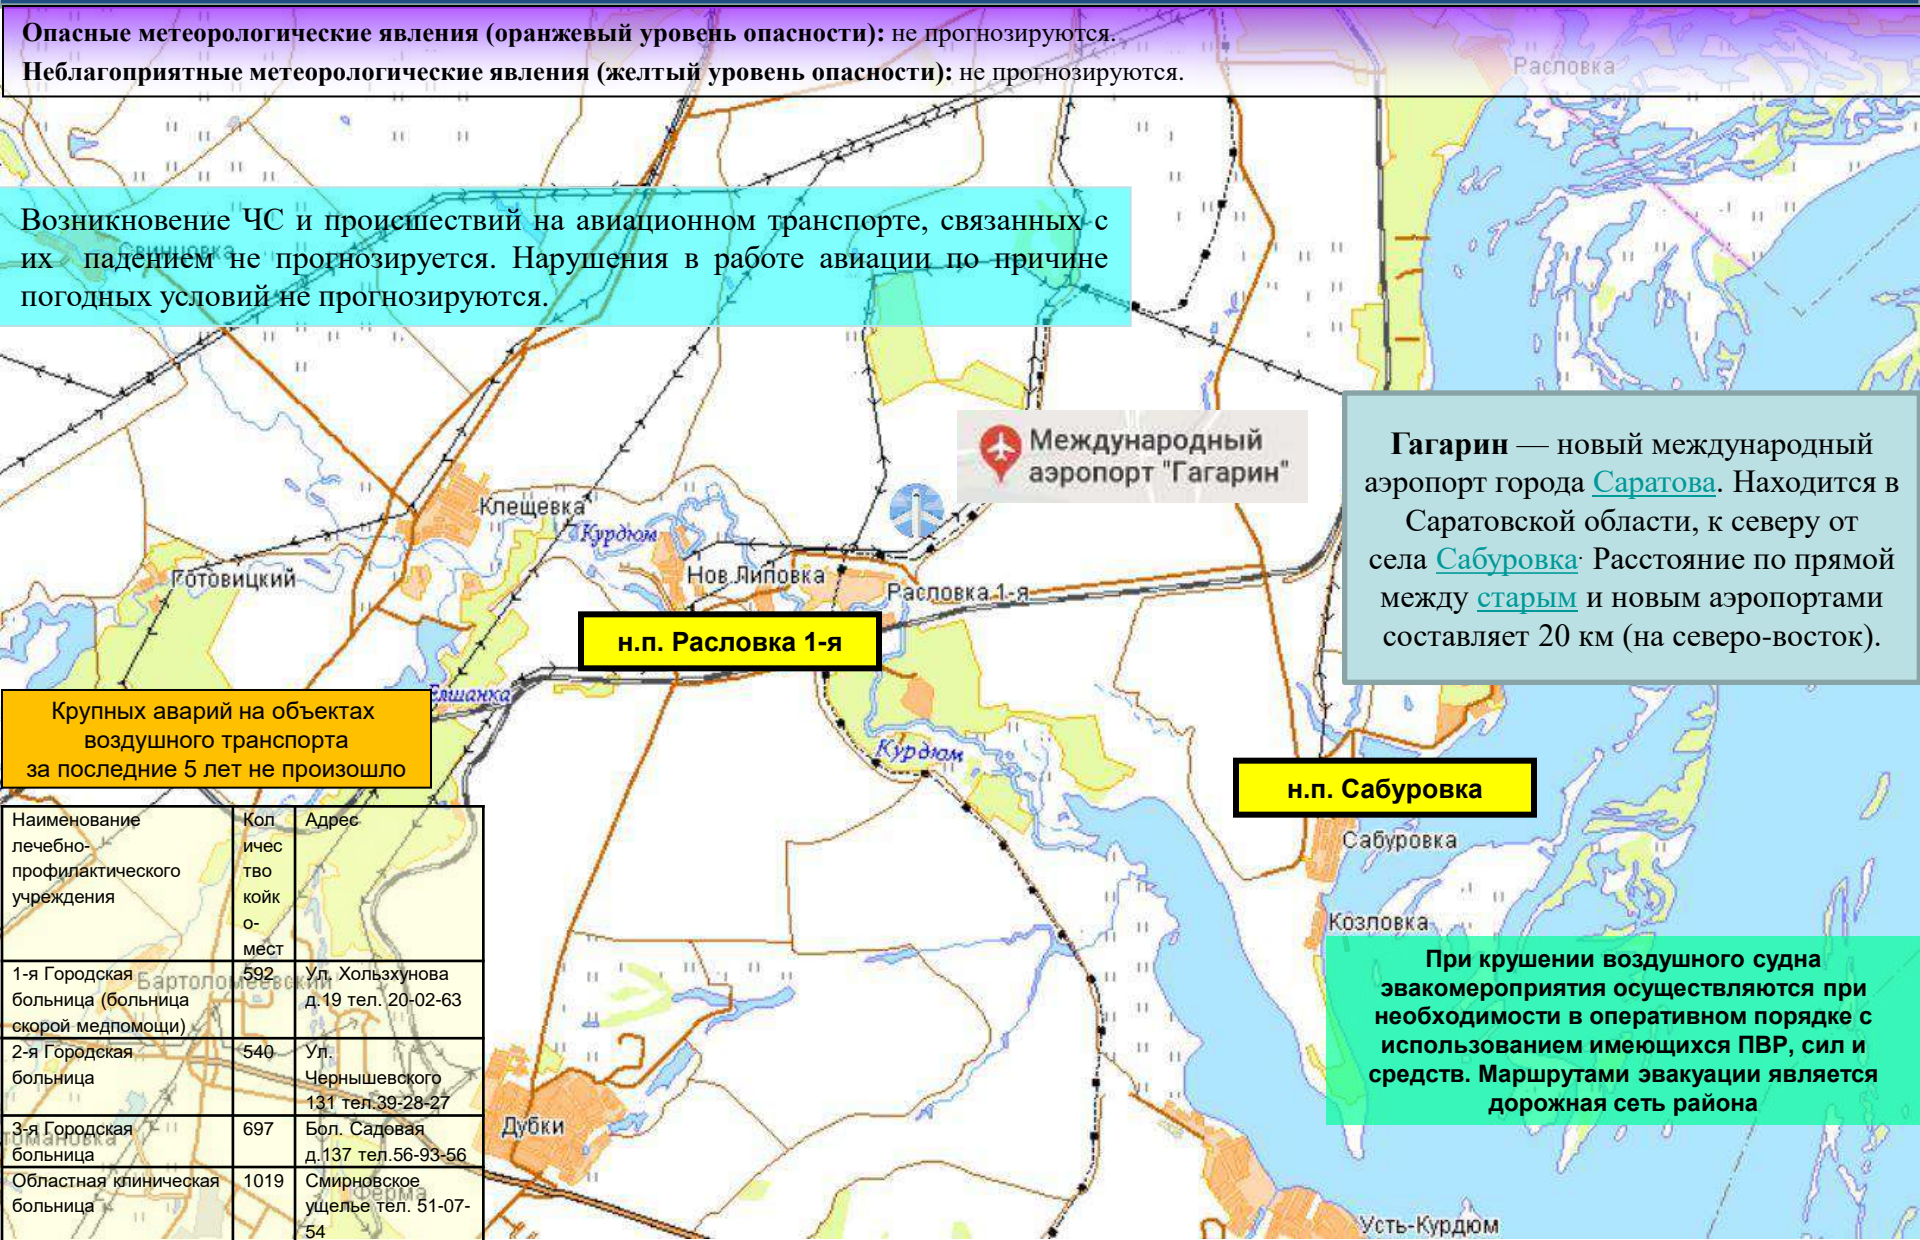 Опасные метеорологические явления (оранжевый уровень опасности): не прогнозируются.
Неблагоприятные метеорологические явления (желтый уровень опасности): не прогнозируются.
Расловка
Возникновение ЧС и происшествий на авиационном транспорте, связанных с
их падением не прогнозируется. Нарушения в работе авиации по причине
погодных условий не прогнозируются.
Свинцовка
Международный
аэропорт "Гагарин"
Гагарин — новый международный
аэропорт города Саратова. Находится в
Саратовской области, к северу от
села Сабуровка. Расстояние по прямой
между старым и новым аэропортами
составляет 20 км (на северо-восток).
Клещевка
Курдюм
Готовицкий
Нов.Липовка
Расловка 1-я
н.п. Расловка 1-я
Елшанка
Крупных аварий на объектах
воздушного транспорта
за последние 5 лет не произошло
Курдюм
н.п. Сабуровка
Сабуровка
Козловка
Наименование
лечебно-
профилактического
учреждения
Кол
ичес
тво
койк
о-
мест
Адрес
1-я Городская
больница (больница
скорой медпомощи)
592
Ул. Хользхунова
д.19 тел. 20-02-63
Бартоломеевский
2-я Городская
больница
540
Ул.
Чернышевского
131 тел.39-28-27
3-я Городская
больница
697
Бол. Садовая
д.137 тел.56-93-56
Областная клиническая
больница
1019
Смирновское
ущелье тел. 51-07-
54
Ферма
Дубки
При крушении воздушного судна
эвакомероприятия осуществляются при
необходимости в оперативном порядке с
использованием имеющихся ПВР, сил и
средств. Маршрутами эвакуации является
дорожная сеть района
Усть-Курдюм